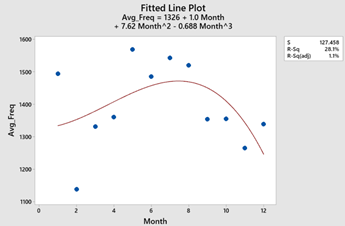 Fitted Line Plot
Avg_Freq = 1326 + 1.0 Month
+ 7.62 Month^2 - 0.688 Month^3
S 127.458
R-Sq 28.1%
R-Sq(adj) 1.1%
1600
1500
1400
1300
1200
1100
Avg_Freq
0 2 4 6 8 10 12
Month